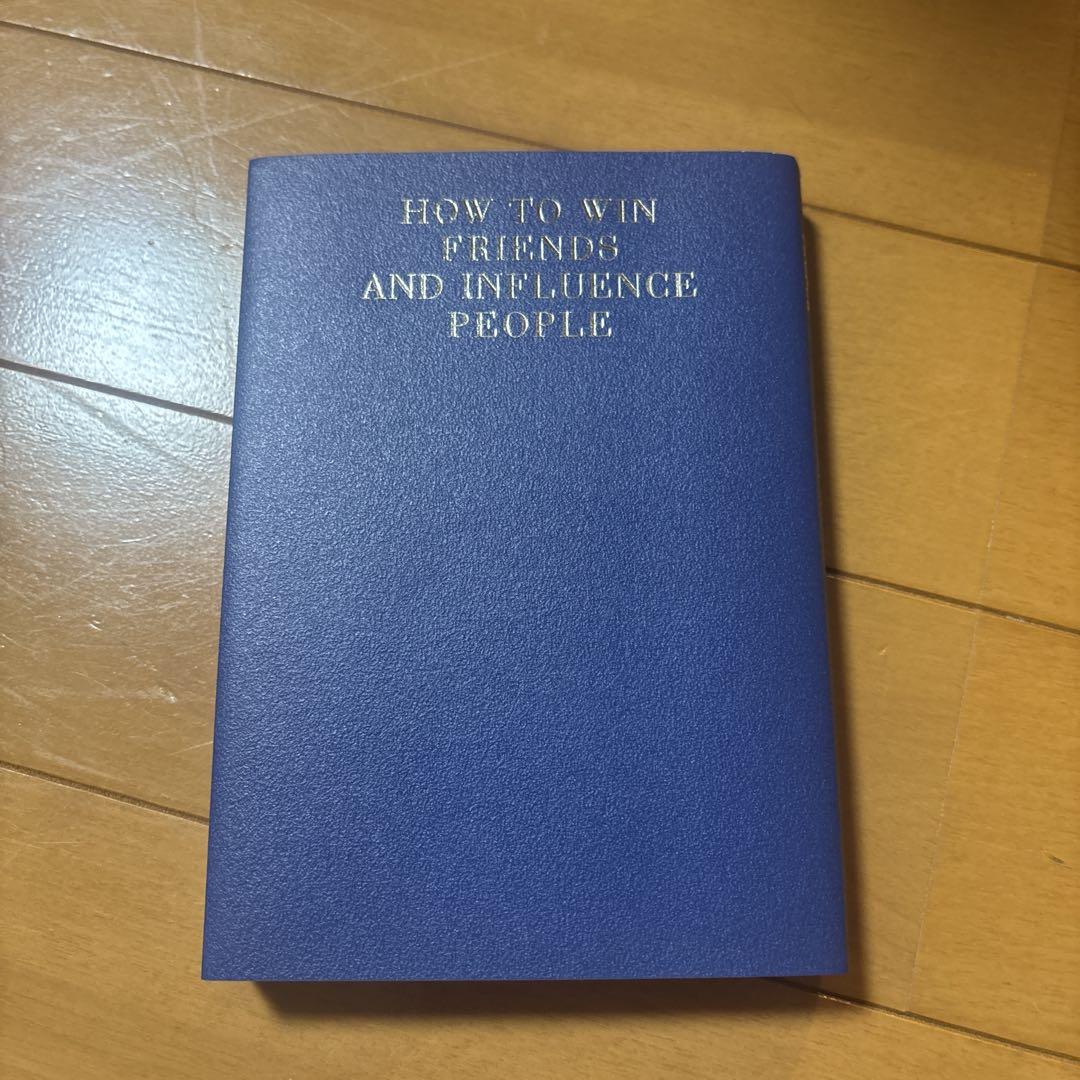 HOW TO WIN
FRIENDS
AND INFLUENCE
PEOPLE